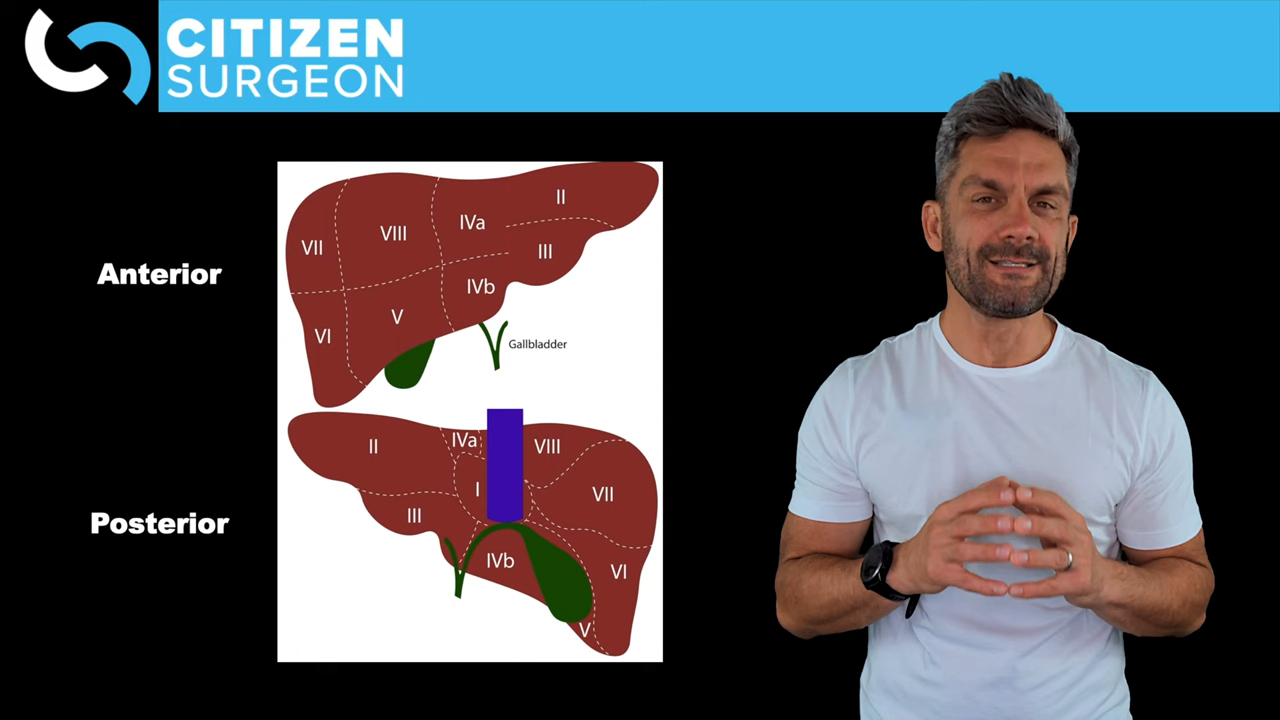 CITIZEN
SURGEON
Anterior
II
IVa
VIII
VII
III
IVb
V
VI
Gallbladder
Posterior
II
IVa
VIII
I
VII
III
IVb
VI
V